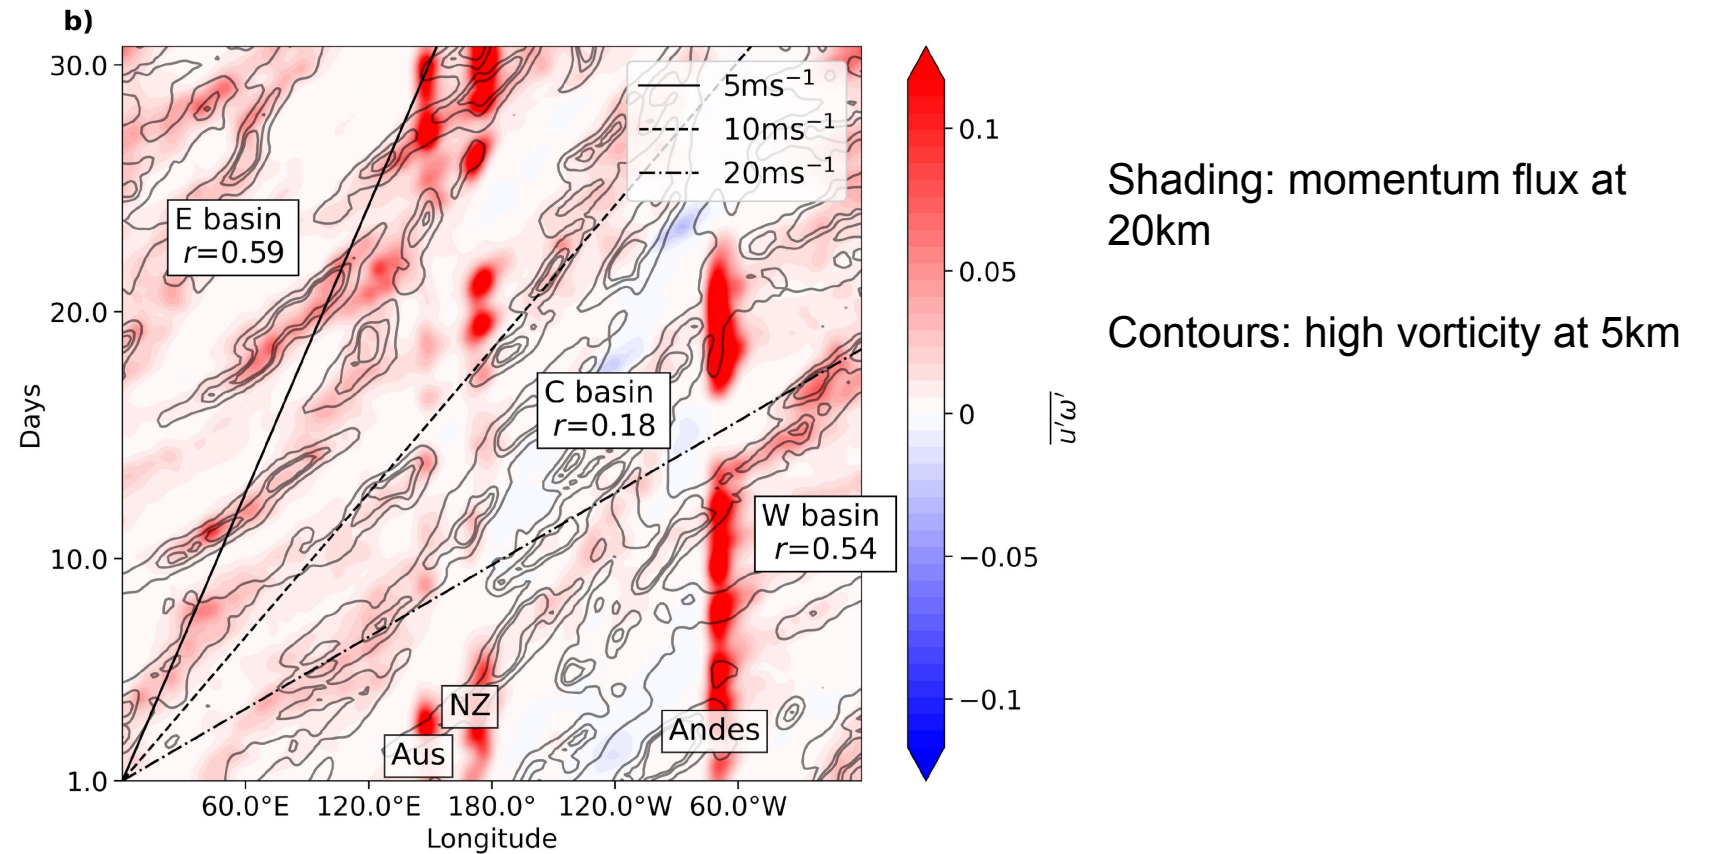 b)
30.0
20.0
10.0
1.0
Days
60.0°E
120.0°E
180.0°
120.0°W
60.0°W
Longitude
5ms⁻¹
10ms⁻¹
20ms⁻¹
E basin
r=0.59
C basin
r=0.18
W basin
r=0.54
NZ
Aus
Andes
0.1
0.05
0
−0.05
−0.1
u′ω′
Shading: momentum flux at
20km
Contours: high vorticity at 5km